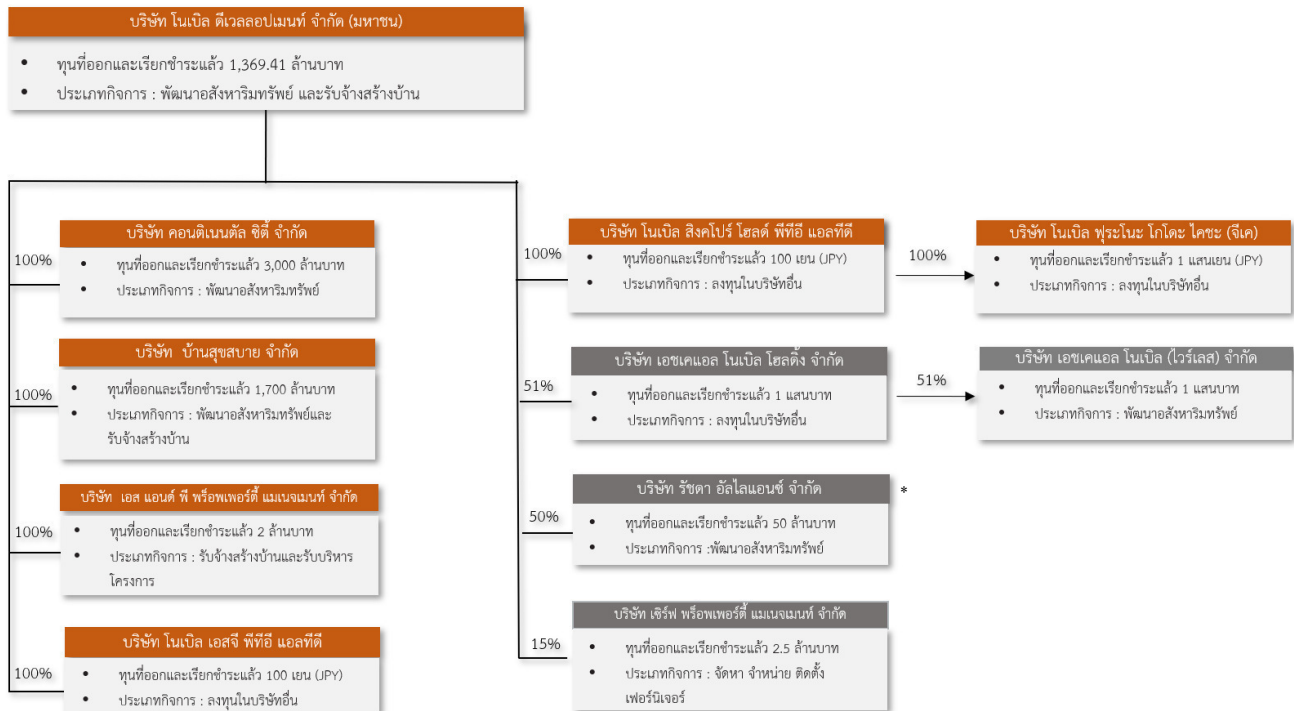 บริษัท โนเบิล ดีเวลลอปเมนท์ จำกัด (มหาชน)
• ทุนที่ออกและเรียกชำระแล้ว 1,369.41 ล้านบาท
• ประเภทกิจการ : พัฒนาอสังหาริมทรัพย์ และรับจ้างสร้างบ้าน
100%
บริษัท คอนติเนนตัล ซิตี้ จำกัด
• ทุนที่ออกและเรียกชำระแล้ว 3,000 ล้านบาท
• ประเภทกิจการ : พัฒนาอสังหาริมทรัพย์
100%
บริษัท บ้านสุขสบาย จำกัด
• ทุนที่ออกและเรียกชำระแล้ว 1,700 ล้านบาท
• ประเภทกิจการ : พัฒนาอสังหาริมทรัพย์และ
รับจ้างสร้างบ้าน
100%
บริษัท เอส แอนด์ พี พร็อพเพอร์ตี้ แมเนจเมนท์ จำกัด
• ทุนที่ออกและเรียกชำระแล้ว 2 ล้านบาท
• ประเภทกิจการ : รับจ้างสร้างบ้านและรับบริหาร
โครงการ
100%
บริษัท โนเบิล เอสจี พีทีอี แอลทีดี
• ทุนที่ออกและเรียกชำระแล้ว 100 เยน (JPY)
• ประเภทกิจการ : ลงทุนในบริษัทอื่น
100%
บริษัท โนเบิล สิงคโปร์ โฮลด์ พีทีอี แอลทีดี
• ทุนที่ออกและเรียกชำระแล้ว 100 เยน (JPY)
• ประเภทกิจการ : ลงทุนในบริษัทอื่น
100%
บริษัท โนเบิล ฟุระโนะ โกโดะ ไคชะ (จีเค)
• ทุนที่ออกและเรียกชำระแล้ว 1 แสนเยน (JPY)
• ประเภทกิจการ : ลงทุนในบริษัทอื่น
51%
บริษัท เอชเคแอล โนเบิล โฮลดิ้ง จำกัด
• ทุนที่ออกและเรียกชำระแล้ว 1 แสนบาท
• ประเภทกิจการ : ลงทุนในบริษัทอื่น
51%
บริษัท เอชเคแอล โนเบิล (ไวร์เลส) จำกัด
• ทุนที่ออกและเรียกชำระแล้ว 1 แสนบาท
• ประเภทกิจการ : พัฒนาอสังหาริมทรัพย์
50%
บริษัท รัชดา อัลไลแอนซ์ จำกัด *
• ทุนที่ออกและเรียกชำระแล้ว 50 ล้านบาท
• ประเภทกิจการ :พัฒนาอสังหาริมทรัพย์
15%
บริษัท เซิร์ฟ พร็อพเพอร์ตี้ แมเนจเมนท์ จำกัด
• ทุนที่ออกและเรียกชำระแล้ว 2.5 ล้านบาท
• ประเภทกิจการ : จัดหา จำหน่าย ติดตั้ง
เฟอร์นิเจอร์